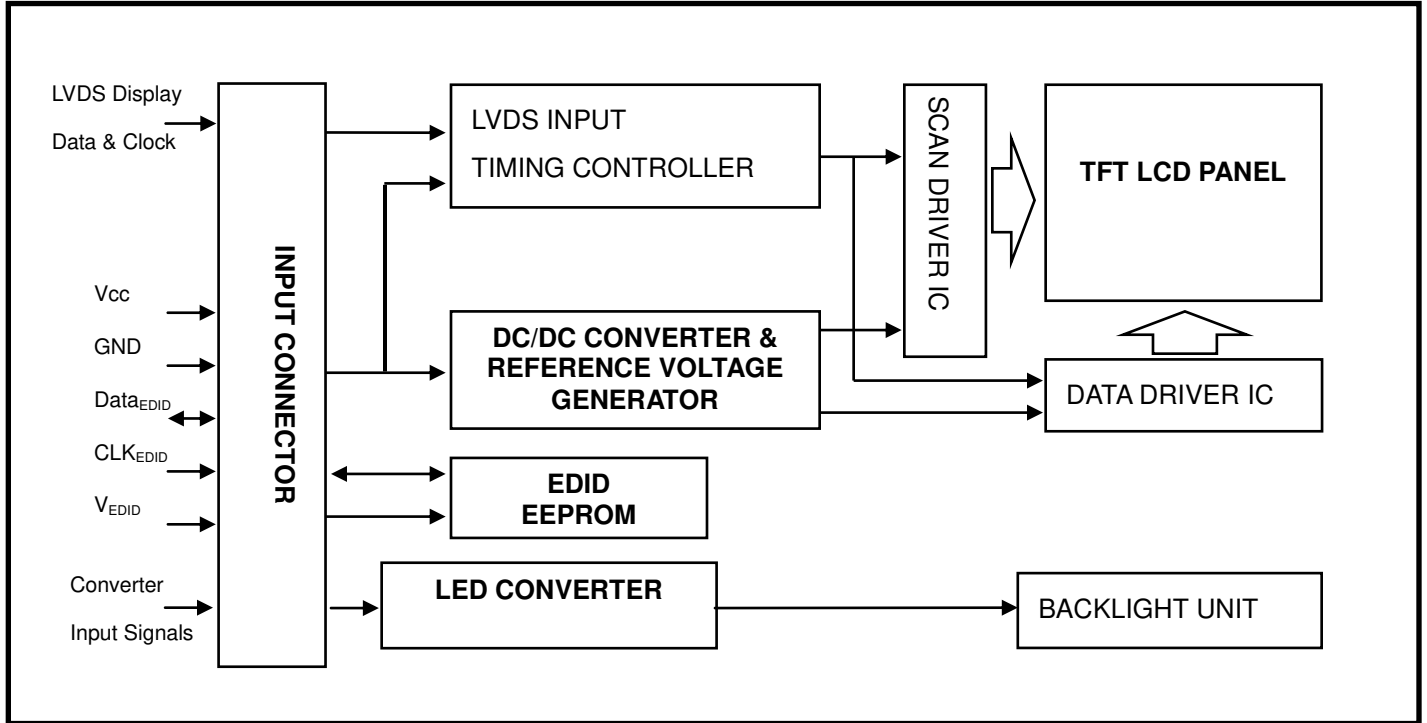 LVDS Display
Data & Clock
Vcc
GND
DataEDID
CLKEDID
VEDID
Converter
Input Signals
INPUT CONNECTOR
LVDS INPUT
TIMING CONTROLLER
DC/DC CONVERTER &
REFERENCE VOLTAGE
GENERATOR
EDID
EEPROM
LED CONVERTER
SCAN DRIVER IC
TFT LCD PANEL
DATA DRIVER IC
BACKLIGHT UNIT